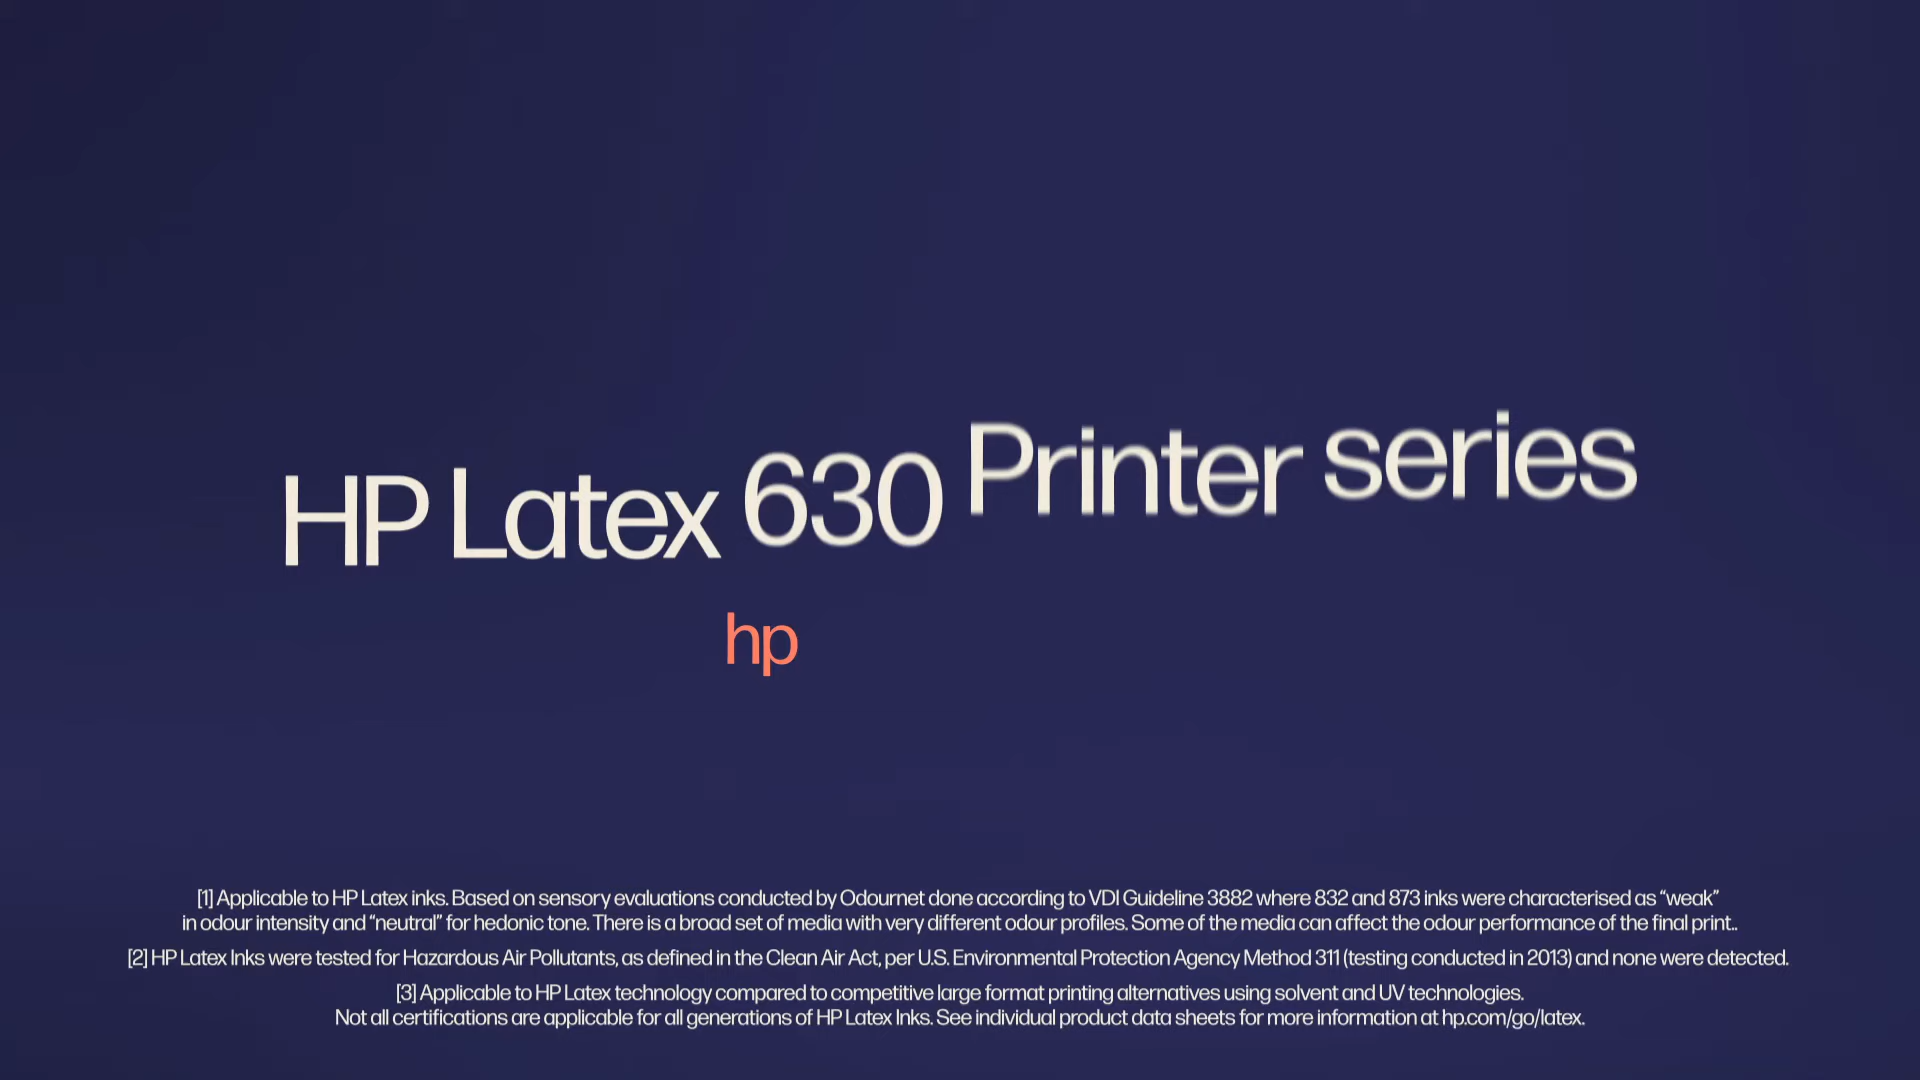 HP Latex 630 Printer series
hp
[1] Applicable to HP Latex inks. Based on sensory evaluations conducted by Odournet done according to VDI Guideline 3882 where 832 and 873 inks were characterised as “weak”
in odour intensity and “neutral” for hedonic tone. There is a broad set of media with very different odour profiles. Some of the media can affect the odour performance of the final print..
[2] HP Latex Inks were tested for Hazardous Air Pollutants, as defined in the Clean Air Act, per U.S. Environmental Protection Agency Method 311 (testing conducted in 2013) and none were detected.
[3] Applicable to HP Latex technology compared to competitive large format printing alternatives using solvent and UV technologies.
Not all certifications are applicable for all generations of HP Latex Inks. See individual product data sheets for more information at hp.com/go/latex.